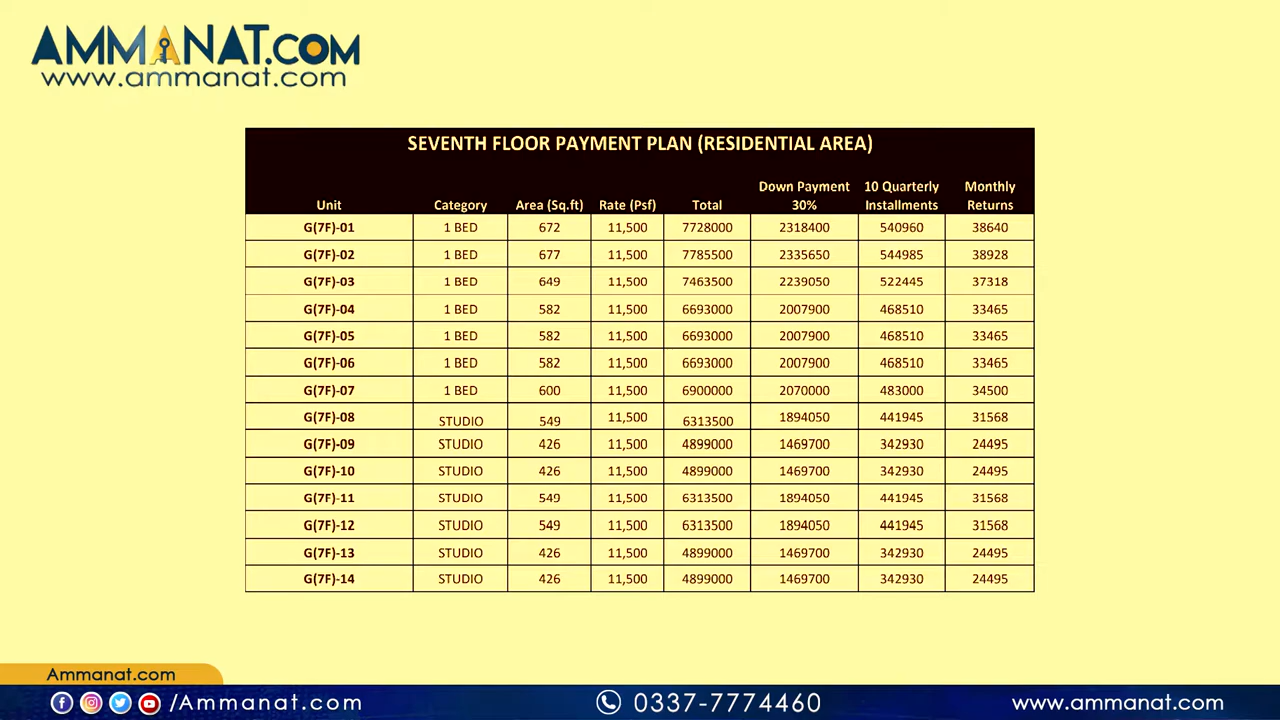 AMMANAT.COM
www.ammanat.com
SEVENTH FLOOR PAYMENT PLAN (RESIDENTIAL AREA)
Unit Category Area (Sq.ft) Rate (Psf) Total Down Payment 30% 10 Quarterly Installments Monthly Returns
G(7F)-01 1 BED 672 11,500 7728000 2318400 540960 38640
G(7F)-02 1 BED 677 11,500 7785500 2335650 544985 38928
G(7F)-03 1 BED 649 11,500 7463500 2239050 522445 37318
G(7F)-04 1 BED 582 11,500 6693000 2007900 468510 33465
G(7F)-05 1 BED 582 11,500 6693000 2007900 468510 33465
G(7F)-06 1 BED 582 11,500 6693000 2007900 468510 33465
G(7F)-07 1 BED 600 11,500 6900000 2070000 483000 34500
G(7F)-08 STUDIO 549 11,500 6313500 1894050 441945 31568
G(7F)-09 STUDIO 426 11,500 4899000 1469700 342930 24495
G(7F)-10 STUDIO 426 11,500 4899000 1469700 342930 24495
G(7F)-11 STUDIO 549 11,500 6313500 1894050 441945 31568
G(7F)-12 STUDIO 549 11,500 6313500 1894050 441945 31568
G(7F)-13 STUDIO 426 11,500 4899000 1469700 342930 24495
G(7F)-14 STUDIO 426 11,500 4899000 1469700 342930 24495
Ammanat.com
/Ammanat.com 0337-7774460 www.ammanat.com